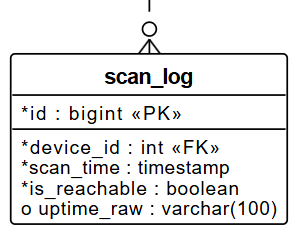 scan_log
*id : bigint «PK»
*device_id : int «FK»
*scan_time : timestamp
*is_reachable : boolean
o uptime_raw : varchar(100)